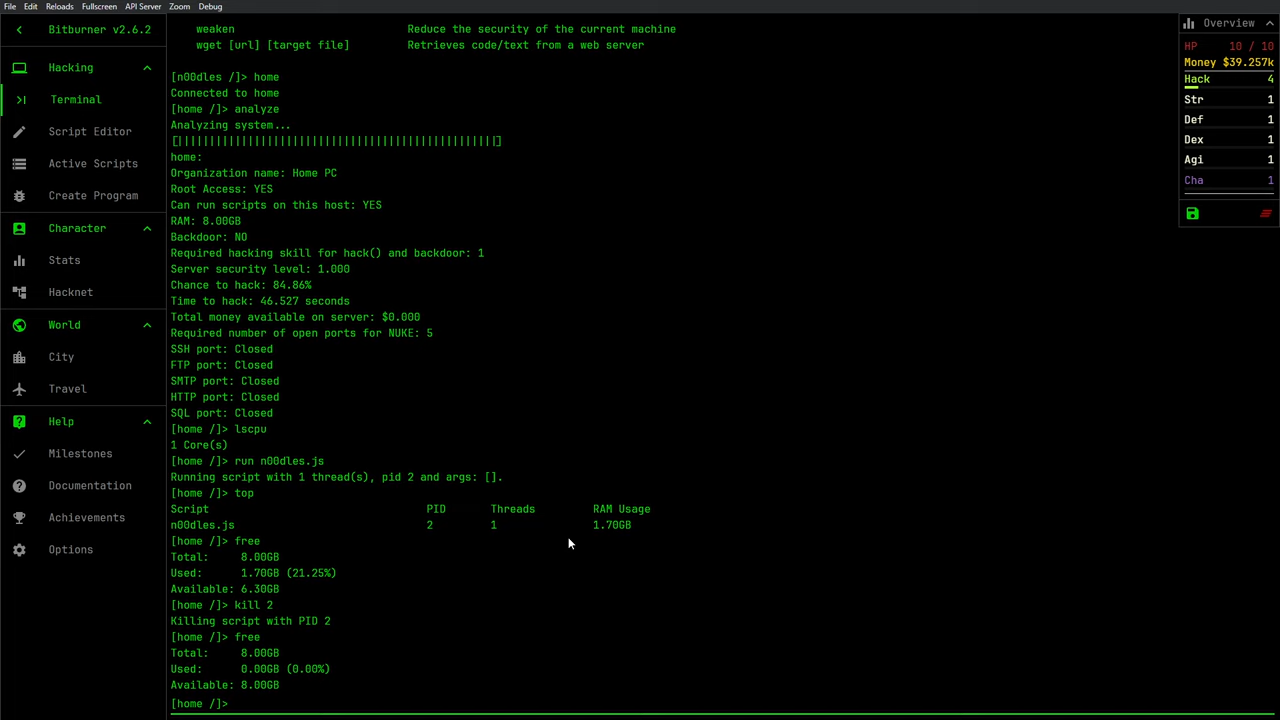 File Edit Reloads Fullscreen API Server Zoom Debug
Bitburner v2.6.2
Hacking
Terminal
Script Editor
Active Scripts
Create Program
Character
Stats
Hacknet
World
City
Travel
Help
Milestones
Documentation
Achievements
Options
weaken Reduce the security of the current machine
wget [url] [target file] Retrieves code/text from a web server
[n00dles /]> home
Connected to home
[home /]> analyze
Analyzing system...
[||||||||||||||||||||||||||||||||||||||||||||||||||]
home:
Organization name: Home PC
Root Access: YES
Can run scripts on this host: YES
RAM: 8.00GB
Backdoor: NO
Required hacking skill for hack() and backdoor: 1
Server security level: 1.000
Chance to hack: 84.86%
Time to hack: 46.527 seconds
Total money available on server: $0.000
Required number of open ports for NUKE: 5
SSH port: Closed
FTP port: Closed
SMTP port: Closed
HTTP port: Closed
SQL port: Closed
[home /]> lscpu
1 Core(s)
[home /]> run n00dles.js
Running script with 1 thread(s), pid 2 and args: [].
[home /]> top
Script PID Threads RAM Usage
n00dles.js 2 1 1.70GB
[home /]> free
Total: 8.00GB
Used: 1.70GB (21.25%)
Available: 6.30GB
[home /]> kill 2
Killing script with PID 2
[home /]> free
Total: 8.00GB
Used: 0.00GB (0.00%)
Available: 8.00GB
[home /]>
Overview
HP 10 / 10
Money $39.257k
Hack 4
Str 1
Def 1
Dex 1
Agi 1
Cha 1